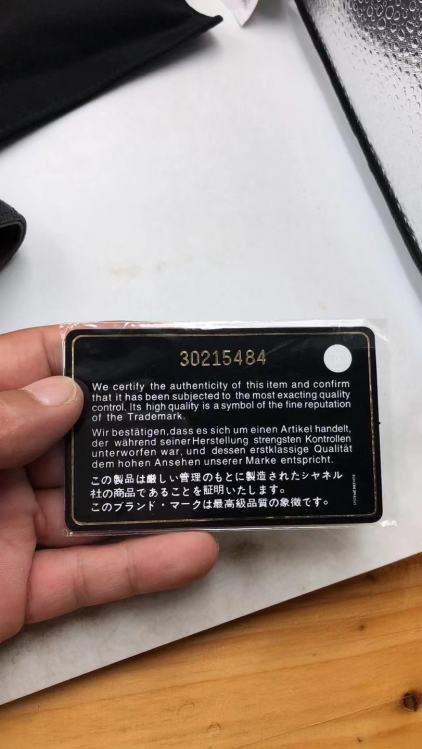 30215484
We certify the authenticity of this item and confirm
that it has been subjected to the most exacting quality
control. Its high quality is a symbol of the fine reputation
of the Trademark.
Wir bestätigen,dass es sich um einen Artikel handelt,
der während seiner Herstellung strengsten Kontrollen
unterworfen war, und dessen erstklassige Qualität
dem hohen Ansehen unserer Marke entspricht.
この製品は厳しい管理のもとに製造されたシャネル
社の商品であることを証明いたします。
このブランド・マークは最高級品質の象徴です。